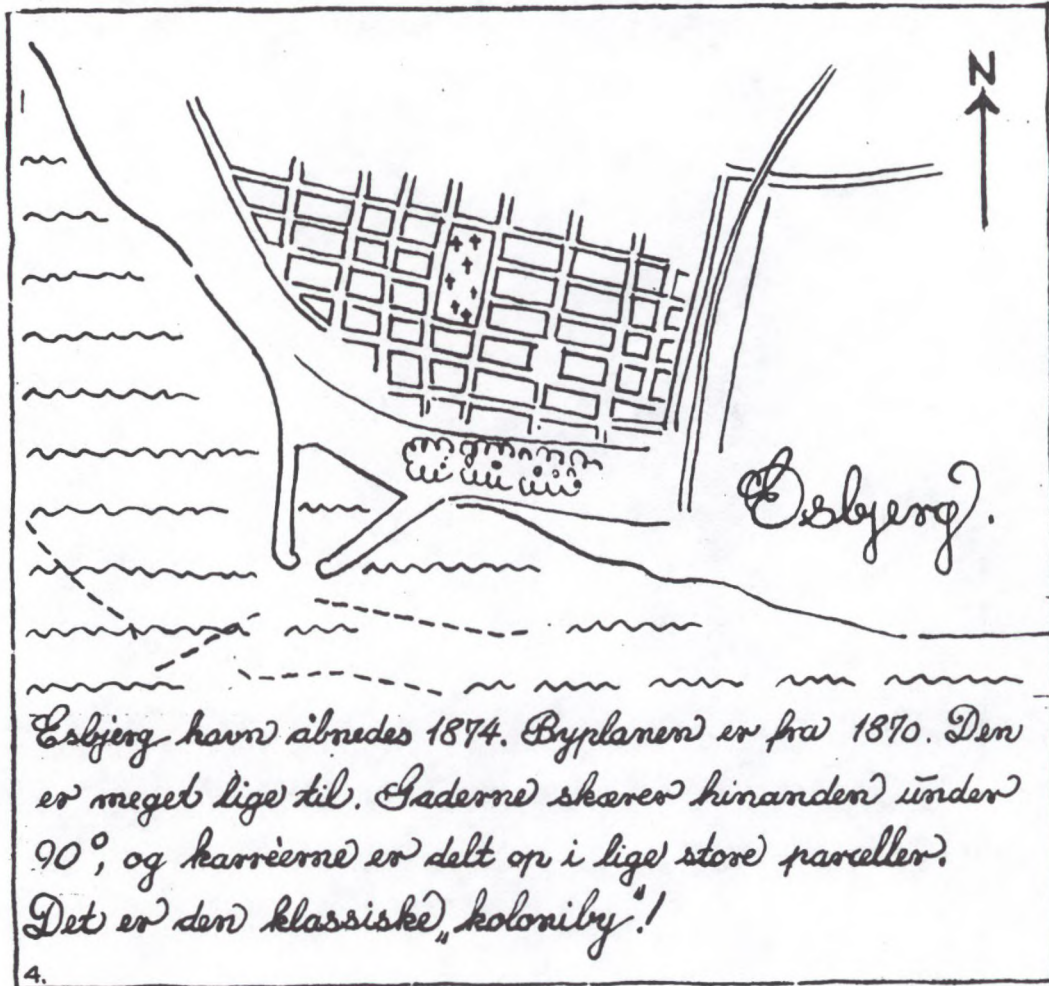 N
Esbjerg.
Esbjerg havn åbnedes 1874. Byplanen er fra 1870. Den
er meget lige til. Gaderne skærer hinanden under
90°, og karréerne er delt op i lige store parceller.
Det er den klassiske „koloniby"!
4.